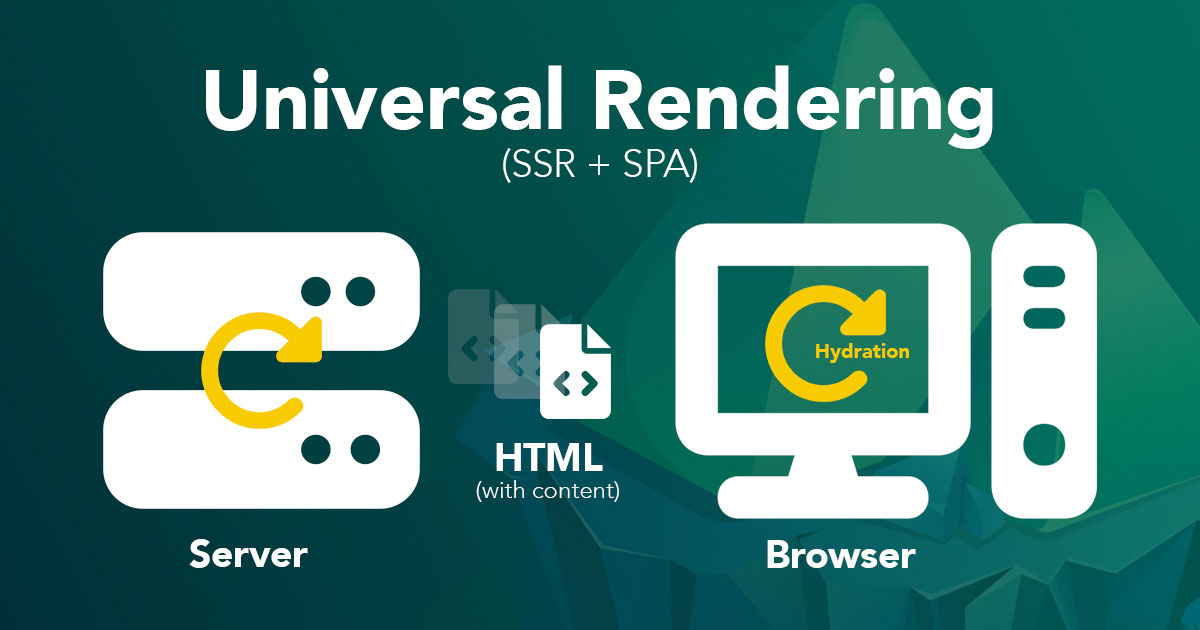 Universal Rendering
(SSR + SPA)
Hydration
HTML
(with content)
Server
Browser